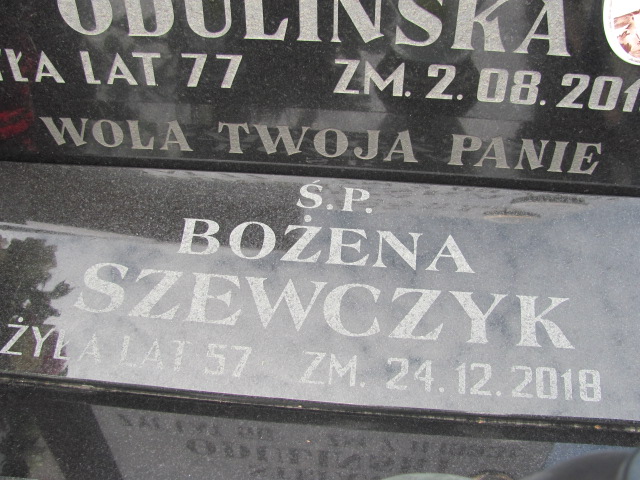 ODULIŃSKA
LAT 77 ZM. 2.08.201
WOLA TWOJA PANIE
Ś.P.
BOŻENA
SZEWCZYK
ŻYŁA LAT 57 ZM. 24.12.2018